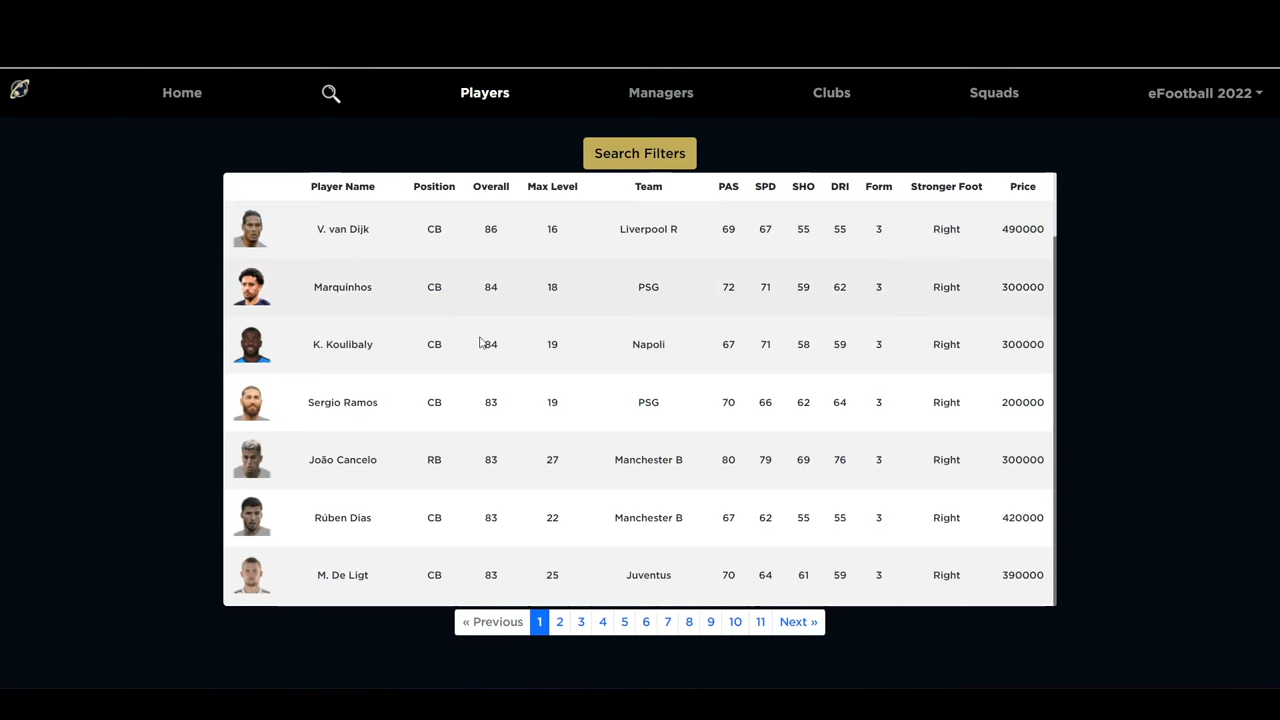 Home Players Managers Clubs Squads eFootball 2022
Search Filters
Player Name Position Overall Max Level Team PAS SPD SHO DRI Form Stronger Foot Price
V. van Dijk CB 86 16 Liverpool R 69 67 55 55 3 Right 490000
Marquinhos CB 84 18 PSG 72 71 59 62 3 Right 300000
K. Koulibaly CB 84 19 Napoli 67 71 58 59 3 Right 300000
Sergio Ramos CB 83 19 PSG 70 66 62 64 3 Right 200000
João Cancelo RB 83 27 Manchester B 80 79 69 76 3 Right 300000
Rúben Dias CB 83 22 Manchester B 67 62 55 55 3 Right 420000
M. De Ligt CB 83 25 Juventus 70 64 61 59 3 Right 390000
« Previous 1 2 3 4 5 6 7 8 9 10 11 Next »